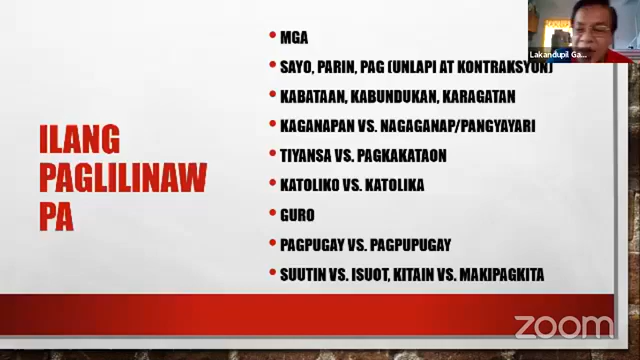 ILANG
PAGLILINAW
PA
MGA
SAYO, PARIN, PAG (UNLAPI AT KONTRAKSYON)
KABATAAN, KABUNDUKAN, KARAGATAN
KAGANAPAN VS. NAGAGANAP/PANGYAYARI
TIYANSA VS. PAGKAKATAON
KATOLIKO VS. KATOLIKA
GURO
PAGPUGAY VS. PAGPUPUGAY
SUUTIN VS. ISUOT, KITAIN VS. MAKIPAGKITA
Lakandupil Ga...
zoom